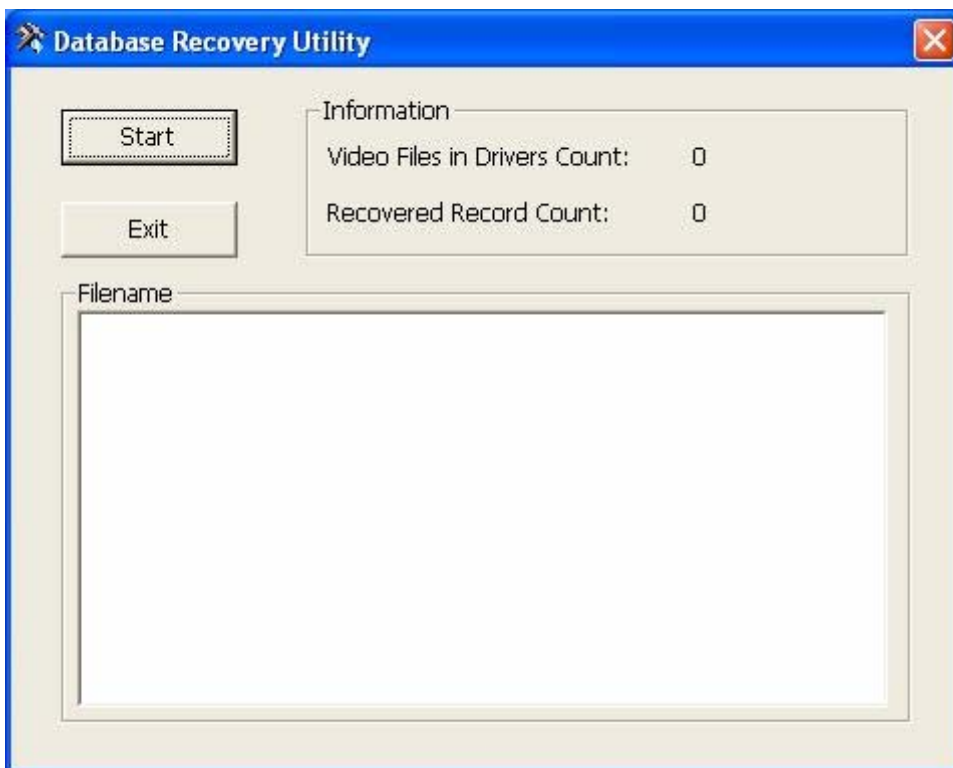 Database Recovery Utility
Start
Exit
Information
Video Files in Drivers Count: 0
Recovered Record Count: 0
Filename